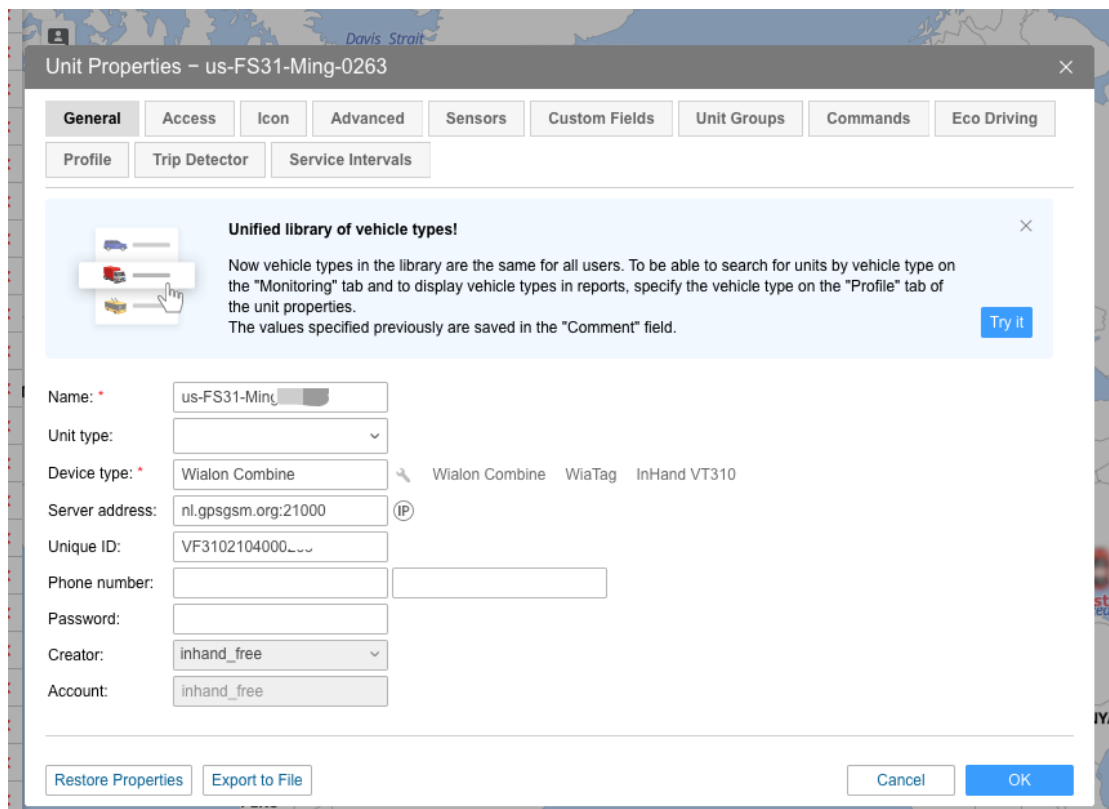 Davis Strait
Unit Properties – us-FS31-Ming-0263
General Access Icon Advanced Sensors Custom Fields Unit Groups Commands Eco Driving
Profile Trip Detector Service Intervals
Unified library of vehicle types!
Now vehicle types in the library are the same for all users. To be able to search for units by vehicle type on
the "Monitoring" tab and to display vehicle types in reports, specify the vehicle type on the "Profile" tab of
the unit properties.
The values specified previously are saved in the "Comment" field.
Try it
Name: * us-FS31-Ming
Unit type:
Device type: * Wialon Combine Wialon Combine WiaTag InHand VT310
Server address: nl.gpsgsm.org:21000 IP
Unique ID:
Phone number:
Password:
Creator: inhand_free
Account: inhand_free
Restore Properties Export to File Cancel OK